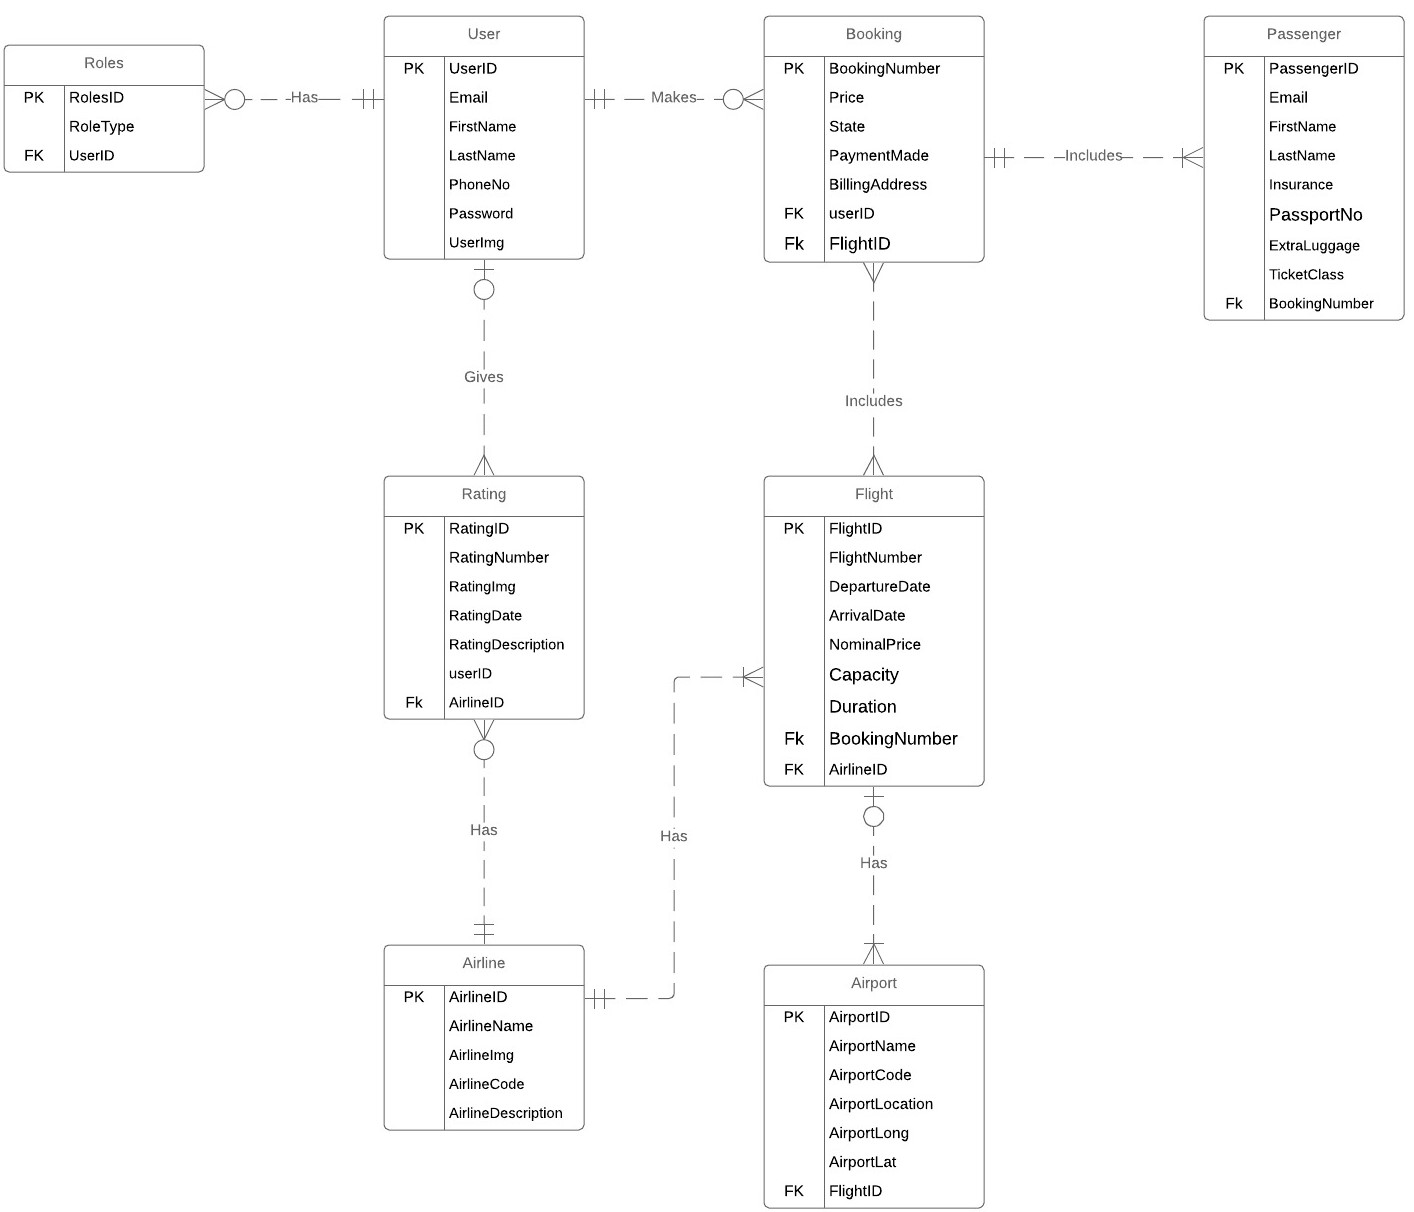 Roles
PK RolesID
RoleType
FK UserID
Has
User
PK UserID
Email
FirstName
LastName
PhoneNo
Password
UserImg
Makes
Booking
PK BookingNumber
Price
State
PaymentMade
BillingAddress
FK userID
Fk FlightID
Includes
Passenger
PK PassengerID
Email
FirstName
LastName
Insurance
PassportNo
ExtraLuggage
TicketClass
Fk BookingNumber
Gives
Includes
Rating
PK RatingID
RatingNumber
RatingImg
RatingDate
RatingDescription
userID
Fk AirlineID
Flight
PK FlightID
FlightNumber
DepartureDate
ArrivalDate
NominalPrice
Capacity
Duration
Fk BookingNumber
FK AirlineID
Has
Has
Has
Airline
PK AirlineID
AirlineName
AirlineImg
AirlineCode
AirlineDescription
Airport
PK AirportID
AirportName
AirportCode
AirportLocation
AirportLong
AirportLat
FK FlightID